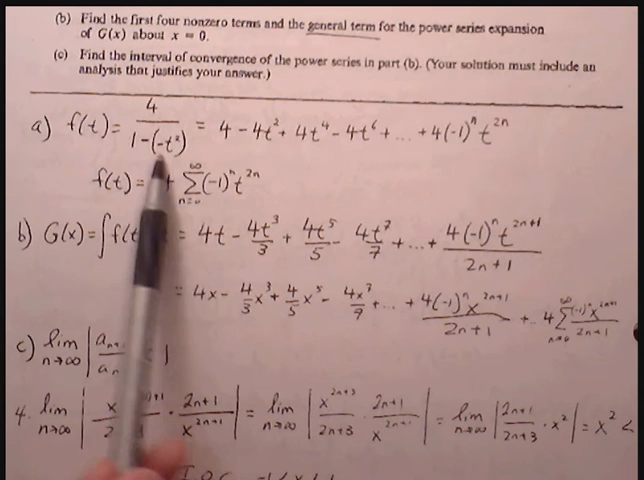 (b) Find the first four nonzero terms and the general term for the power series expansion
of G(x) about x = 0.
(c) Find the interval of convergence of the power series in part (b). (Your solution must include an
analysis that justifies your answer.)
a) f(t) = 4/(1-(-t²)) = 4 - 4t² + 4t⁴ - 4t⁶ + ... + 4(-1)ⁿ t²ⁿ
f(t) = ∑ (-1)ⁿ t²ⁿ
b) G(x) = ∫ f(t = 4t - 4t³/3 + 4t⁵/5 - 4t⁷/7 + ... + 4(-1)ⁿ t²ⁿ⁺¹/(2n+1)
= 4x - 4/3 x³ + 4/5 x⁵ - 4x⁷/7 + ... + 4(-1)ⁿ x²ⁿ⁺¹/(2n+1) + .. 4 ∑ (-1)ⁿ x²ⁿ⁺¹/(2n+1)
c) lim n→∞ | aₙ₊₁/aₙ < 1
4. lim n→∞ | x · (2n+1)/x²ⁿ⁺¹ | = lim n→∞ | x²ⁿ⁺³/(2n+3) · (2n+1)/x²ⁿ⁺¹ | = lim n→∞ | (2n+1)/(2n+3) · x² | = x² <